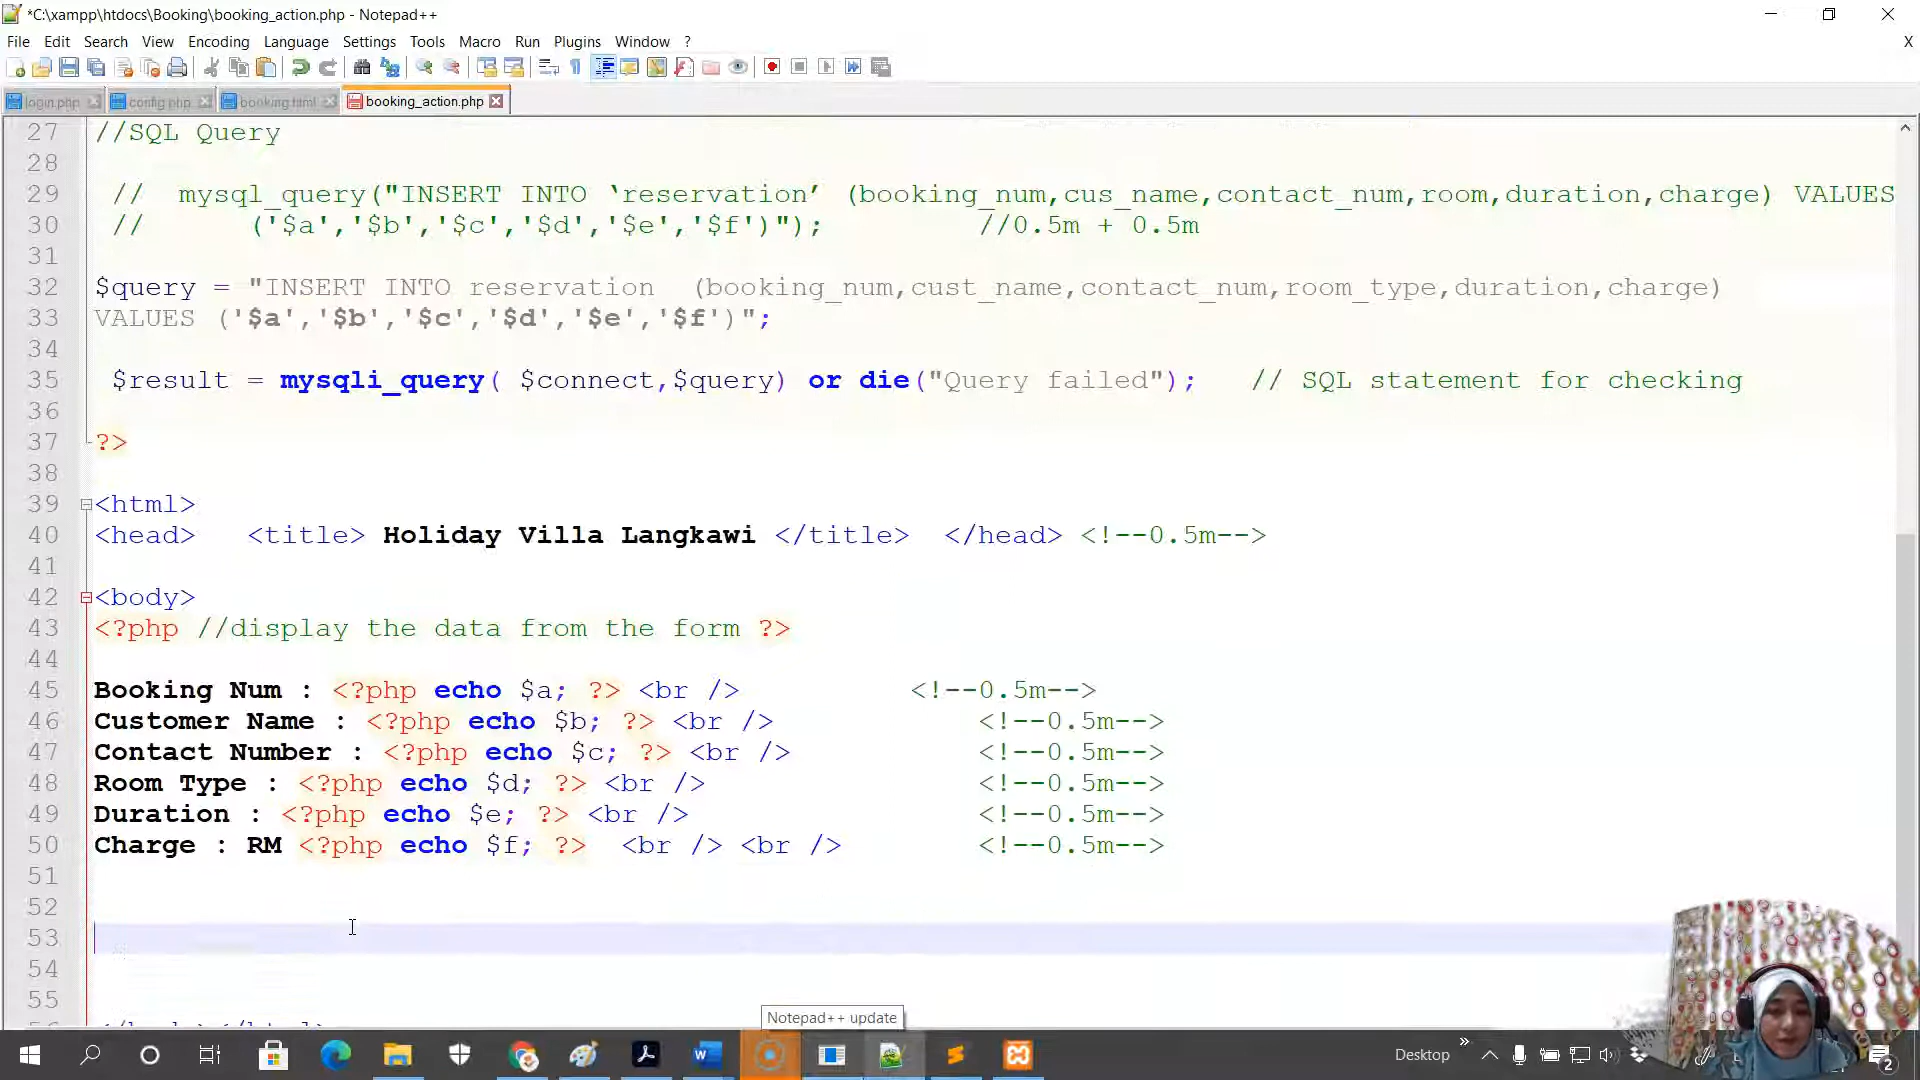 *C:\xampp\htdocs\Booking\booking_action.php - Notepad++
File Edit Search View Encoding Language Settings Tools Macro Run Plugins Window ? X
login.php config.php booking.html booking_action.php
27 //SQL Query
28
29 // mysql_query("INSERT INTO ‘reservation’ (booking_num,cus_name,contact_num,room,duration,charge) VALUES
30 // ('$a','$b','$c','$d','$e','$f')"); //0.5m + 0.5m
31
32 $query = "INSERT INTO reservation (booking_num,cust_name,contact_num,room_type,duration,charge)
33 VALUES ('$a','$b','$c','$d','$e','$f')";
34
35 $result = mysqli_query( $connect,$query) or die("Query failed"); // SQL statement for checking
36
37 ?>
38
39 <html>
40 <head> <title> Holiday Villa Langkawi </title> </head> <!--0.5m-->
41
42 <body>
43 <?php //display the data from the form ?>
44
45 Booking Num : <?php echo $a; ?> <br /> <!--0.5m-->
46 Customer Name : <?php echo $b; ?> <br /> <!--0.5m-->
47 Contact Number : <?php echo $c; ?> <br /> <!--0.5m-->
48 Room Type : <?php echo $d; ?> <br /> <!--0.5m-->
49 Duration : <?php echo $e; ?> <br /> <!--0.5m-->
50 Charge : RM <?php echo $f; ?> <br /> <br /> <!--0.5m-->
51
52
53
54
55
Notepad++ update
Desktop 2